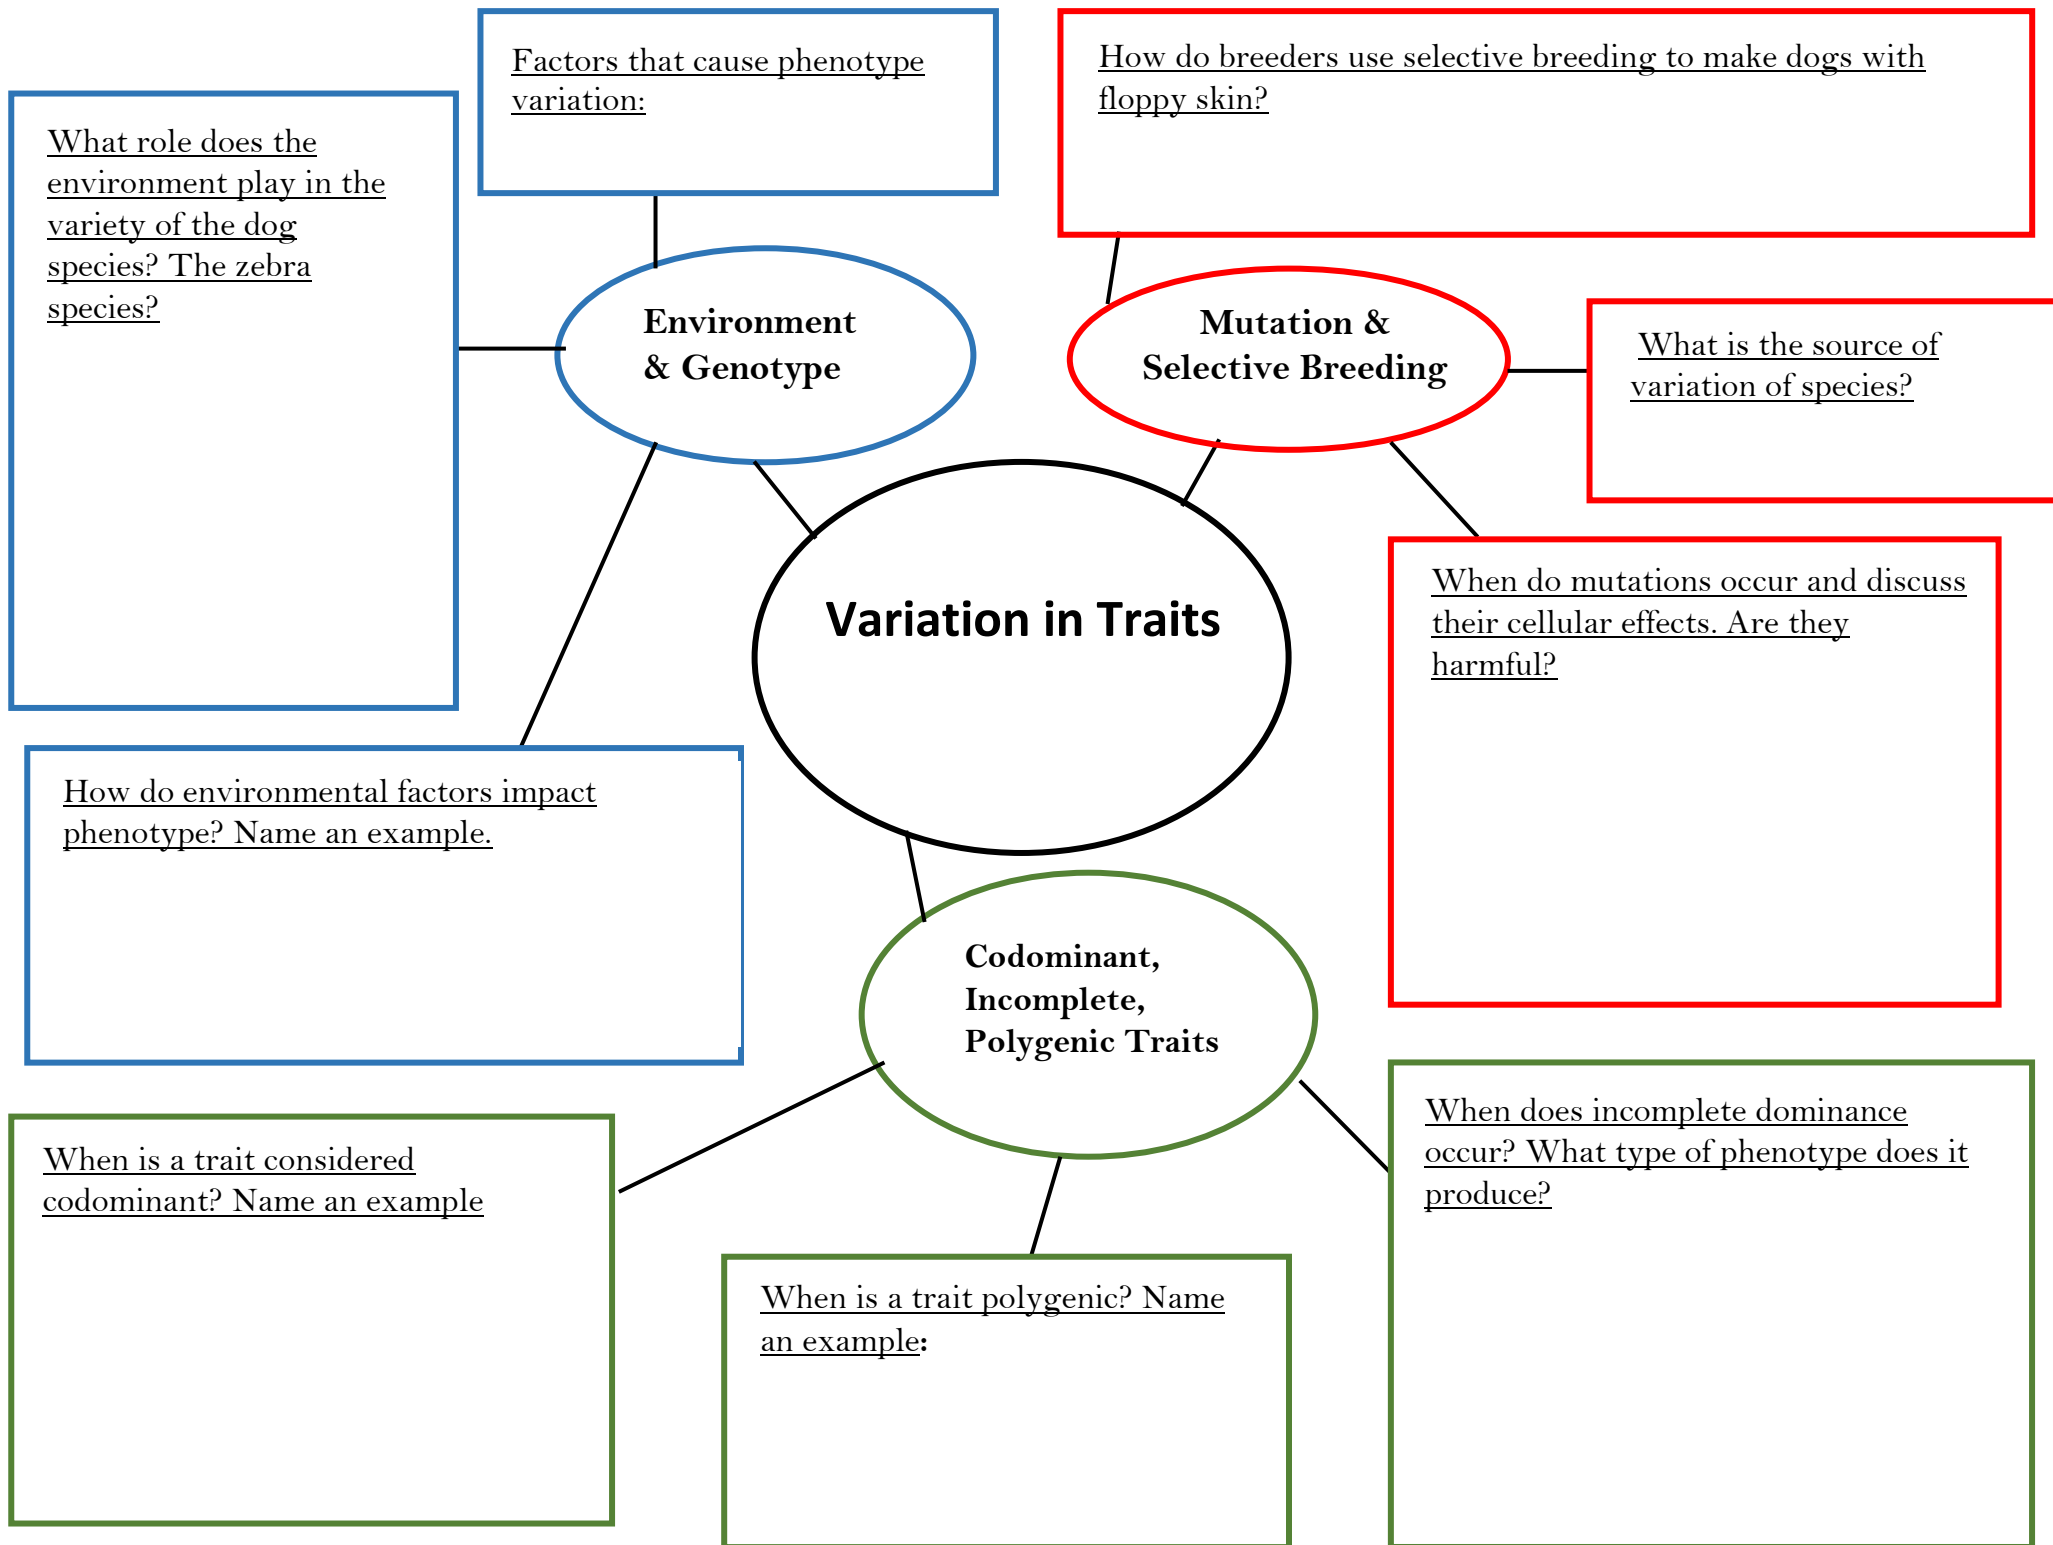 Factors that cause phenotype
variation:
How do breeders use selective breeding to make dogs with
floppy skin?
What role does the
environment play in the
variety of the dog
species? The zebra
species?
Environment
& Genotype
Mutation &
Selective Breeding
What is the source of
variation of species?
Variation in Traits
When do mutations occur and discuss
their cellular effects. Are they
harmful?
How do environmental factors impact
phenotype? Name an example.
Codominant,
Incomplete,
Polygenic Traits
When is a trait considered
codominant? Name an example
When does incomplete dominance
occur? What type of phenotype does it
produce?
When is a trait polygenic? Name
an example: